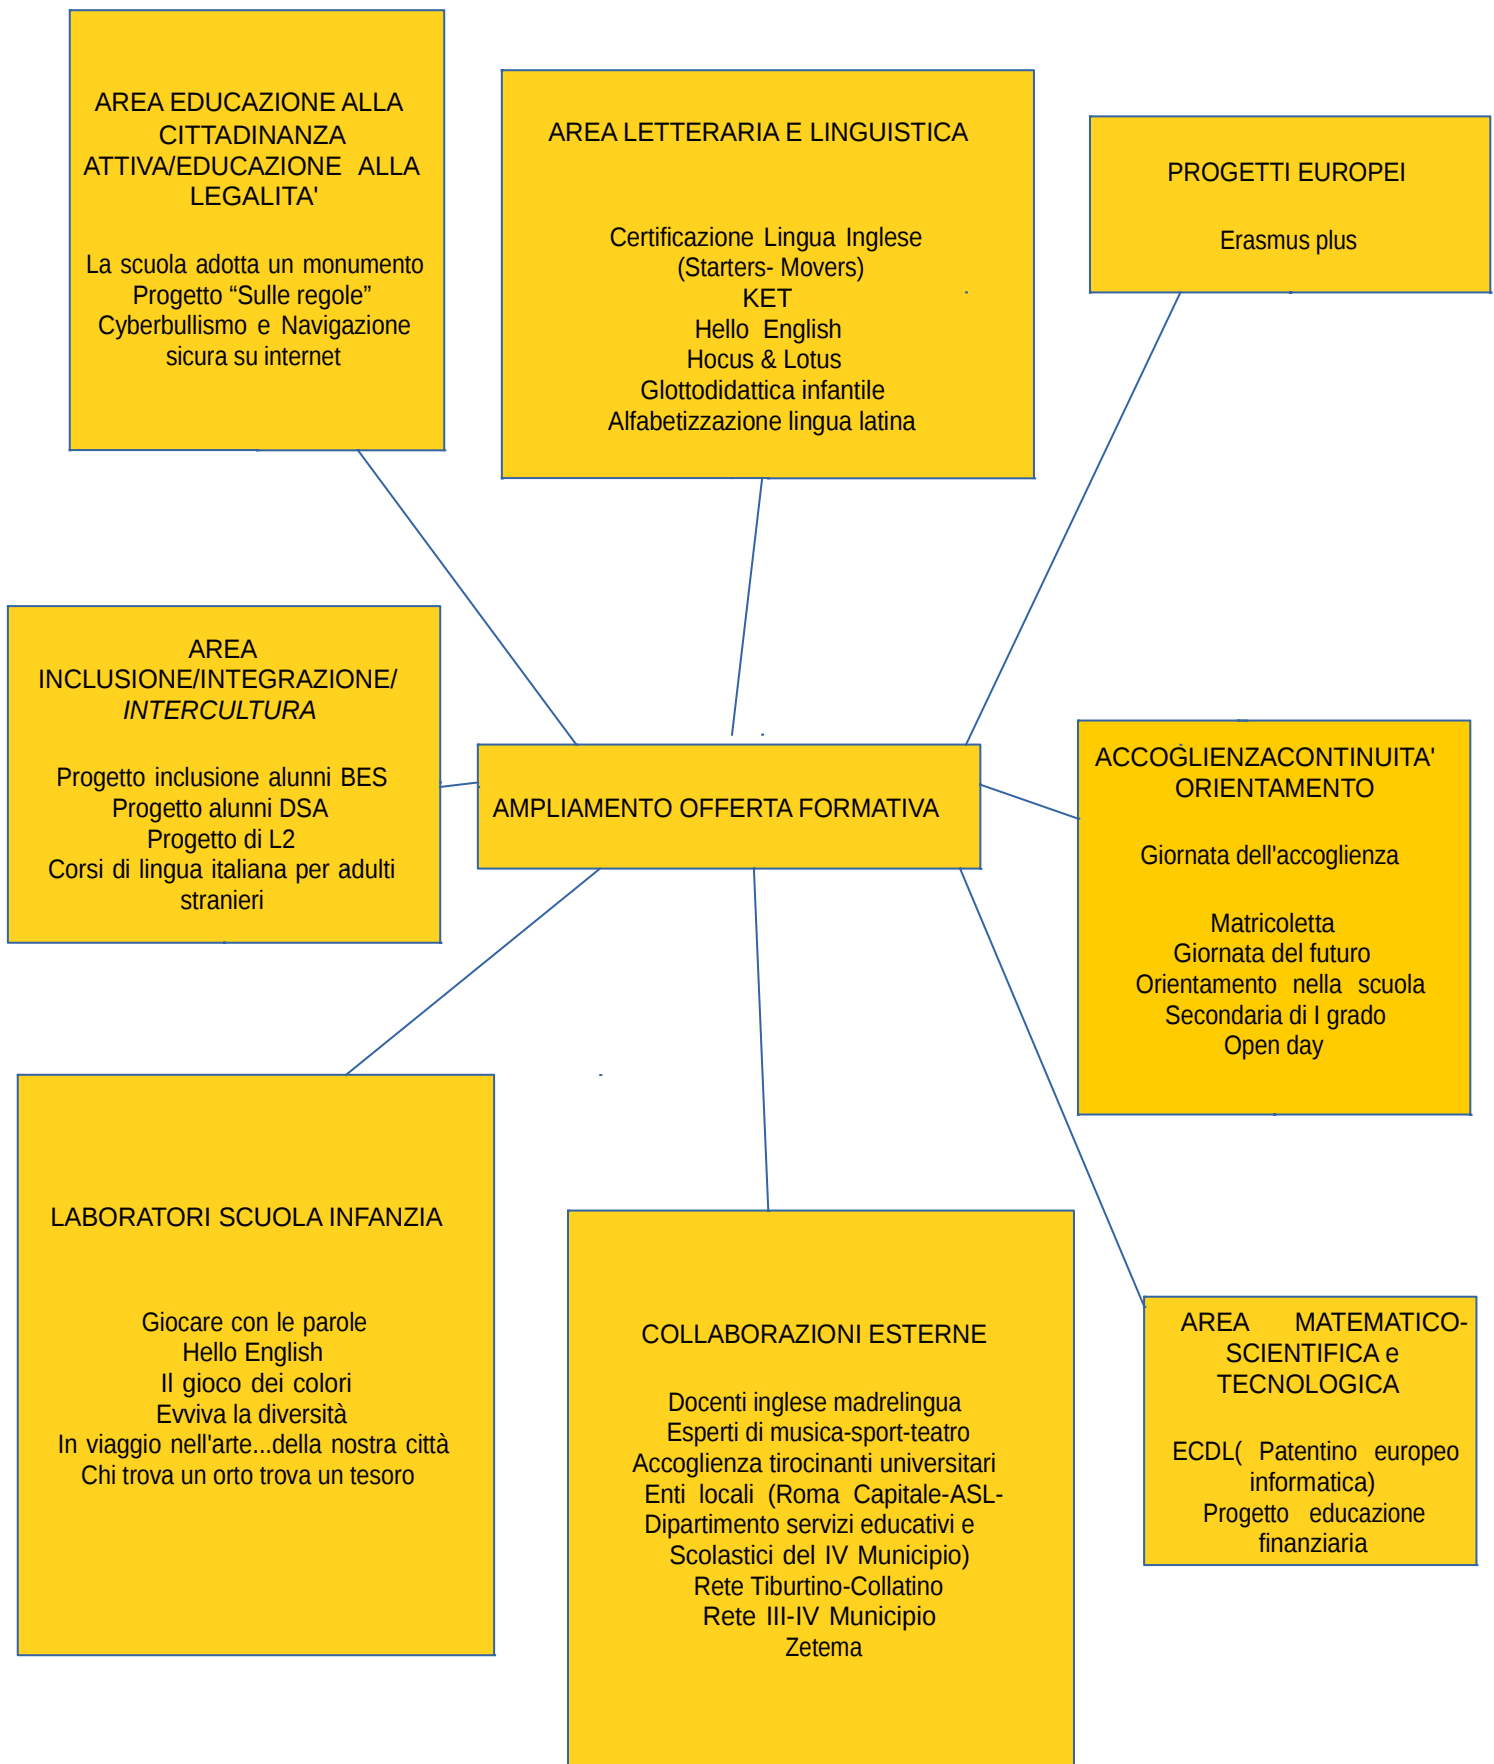 AREA EDUCAZIONE ALLA
CITTADINANZA
ATTIVA/EDUCAZIONE ALLA
LEGALITA'
La scuola adotta un monumento
Progetto “Sulle regole”
Cyberbullismo e Navigazione
sicura su internet
AREA LETTERARIA E LINGUISTICA
Certificazione Lingua Inglese
(Starters- Movers)
KET
Hello English
Hocus & Lotus
Glottodidattica infantile
Alfabetizzazione lingua latina
PROGETTI EUROPEI
Erasmus plus
AREA
INCLUSIONE/INTEGRAZIONE/
INTERCULTURA
Progetto inclusione alunni BES
Progetto alunni DSA
Progetto di L2
Corsi di lingua italiana per adulti
stranieri
AMPLIAMENTO OFFERTA FORMATIVA
ACCOGLIENZACONTINUITA'
ORIENTAMENTO
Giornata dell'accoglienza
Matricoletta
Giornata del futuro
Orientamento nella scuola
Secondaria di I grado
Open day
LABORATORI SCUOLA INFANZIA
Giocare con le parole
Hello English
Il gioco dei colori
Evviva la diversità
In viaggio nell'arte...della nostra città
Chi trova un orto trova un tesoro
COLLABORAZIONI ESTERNE
Docenti inglese madrelingua
Esperti di musica-sport-teatro
Accoglienza tirocinanti universitari
Enti locali (Roma Capitale-ASL-
Dipartimento servizi educativi e
Scolastici del IV Municipio)
Rete Tiburtino-Collatino
Rete III-IV Municipio
Zetema
AREA MATEMATICO-
SCIENTIFICA e
TECNOLOGICA
ECDL( Patentino europeo
informatica)
Progetto educazione
finanziaria